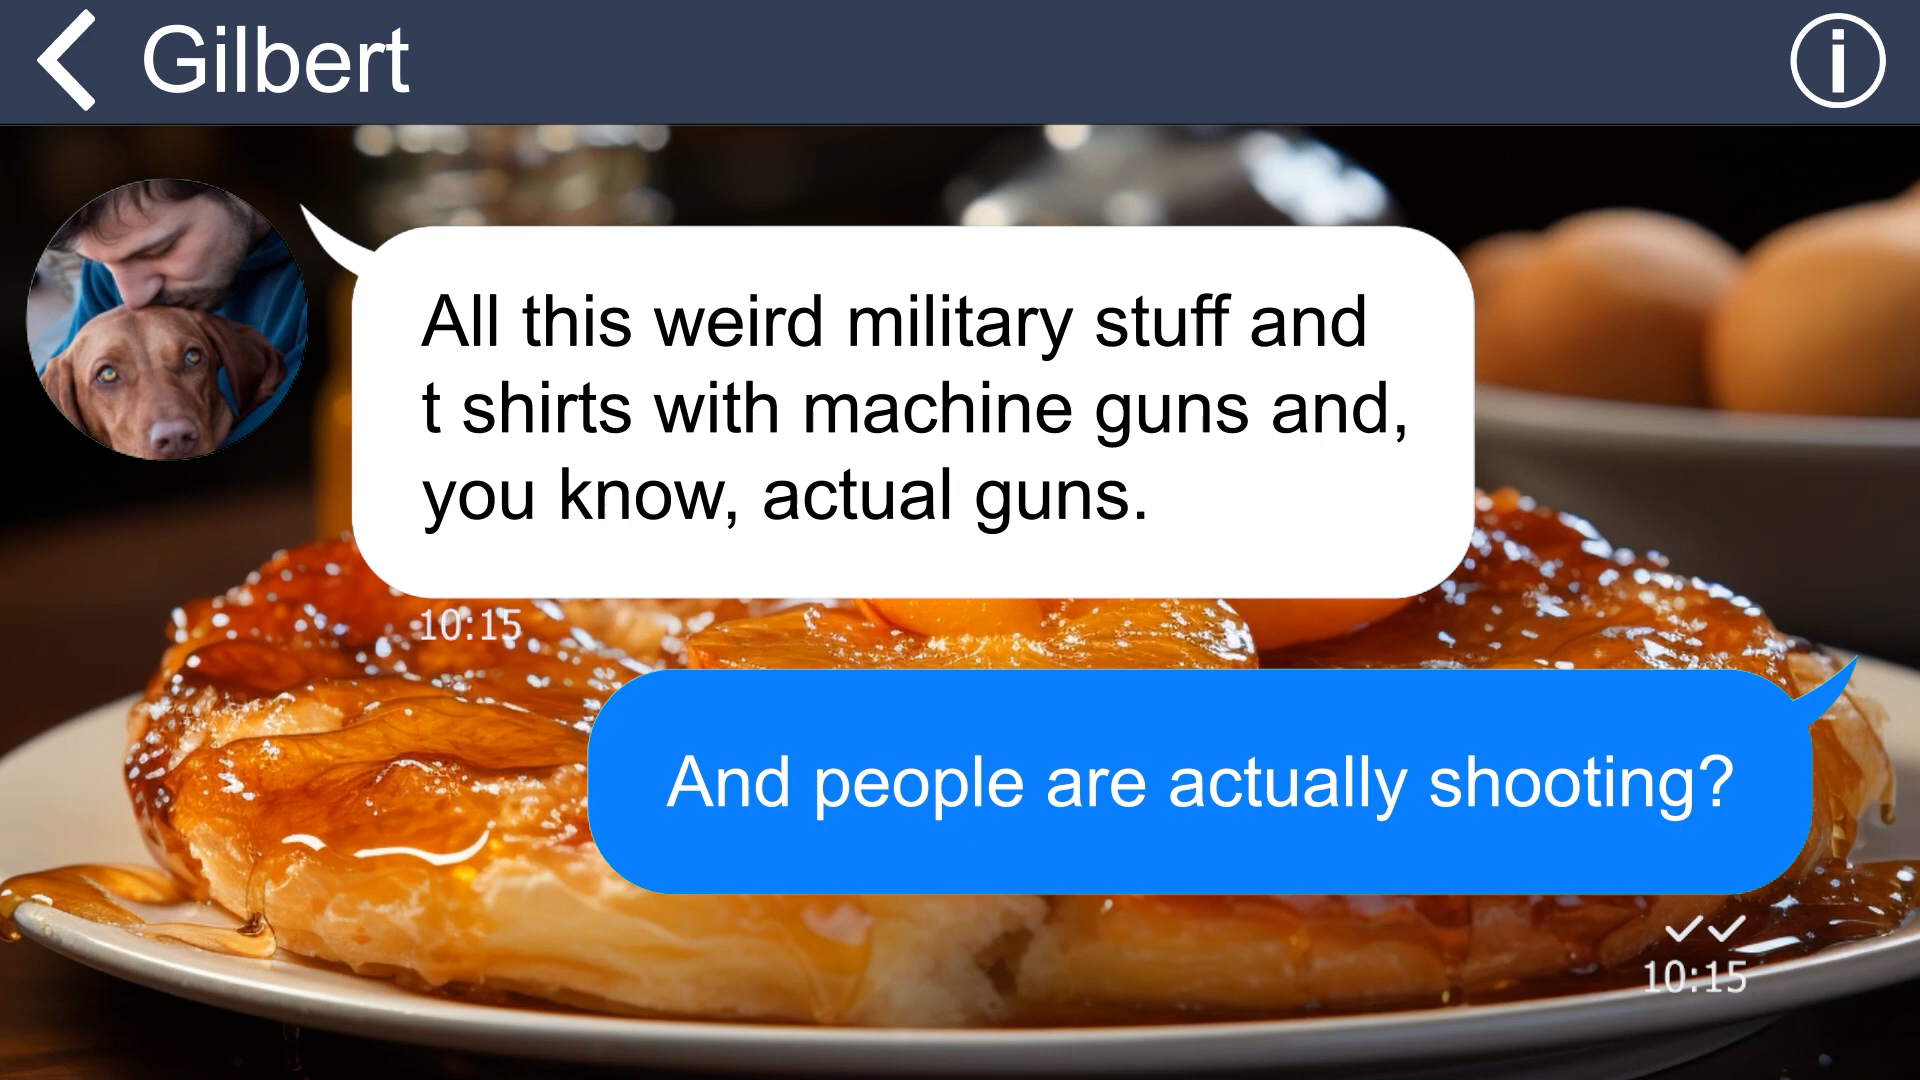 Gilbert
All this weird military stuff and
t shirts with machine guns and,
you know, actual guns.
10:15
And people are actually shooting?
10:15